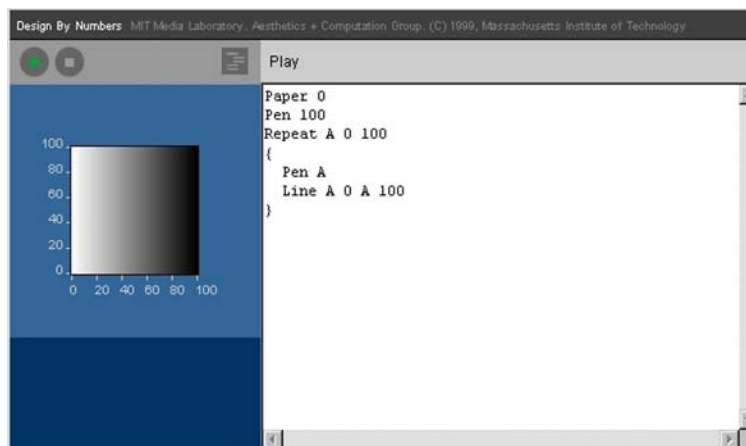 Design By Numbers MIT Media Laboratory. Aesthetics + Computation Group. (C) 1999, Massachusetts Institute of Technology
Play
Paper 0
Pen 100
Repeat A 0 100
{
  Pen A
  Line A 0 A 100
}
100
80
60
40
20
0
0 20 40 60 80 100